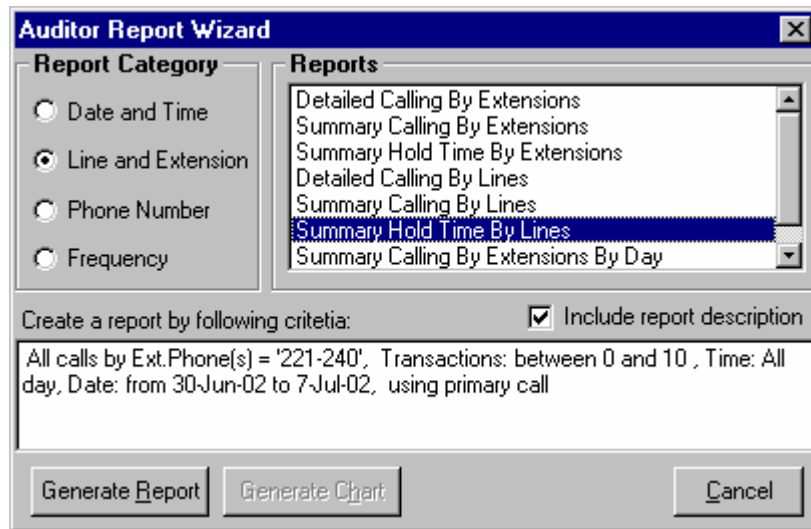 Auditor Report Wizard
Report Category
Date and Time
Line and Extension
Phone Number
Frequency
Reports
Detailed Calling By Extensions
Summary Calling By Extensions
Summary Hold Time By Extensions
Detailed Calling By Lines
Summary Calling By Lines
Summary Hold Time By Lines
Summary Calling By Extensions By Day
Create a report by following critetia:
Include report description
All calls by Ext.Phone(s) = '221-240',  Transactions: between 0 and 10 , Time: All
day, Date: from 30-Jun-02 to 7-Jul-02,  using primary call
Generate Report
Generate Chart
Cancel